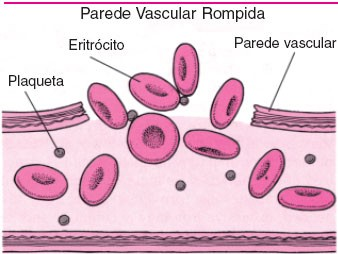 Parede Vascular Rompida
Eritrócito
Parede vascular
Plaqueta